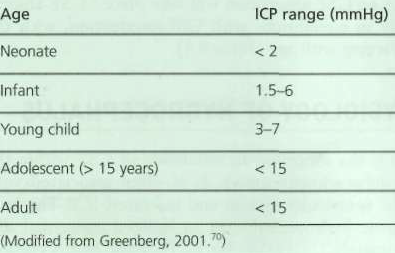 Age ICP range (mmHg)
Neonate < 2
Infant 1.5–6
Young child 3–7
Adolescent (> 15 years) < 15
Adult < 15
(Modified from Greenberg, 2001.70)